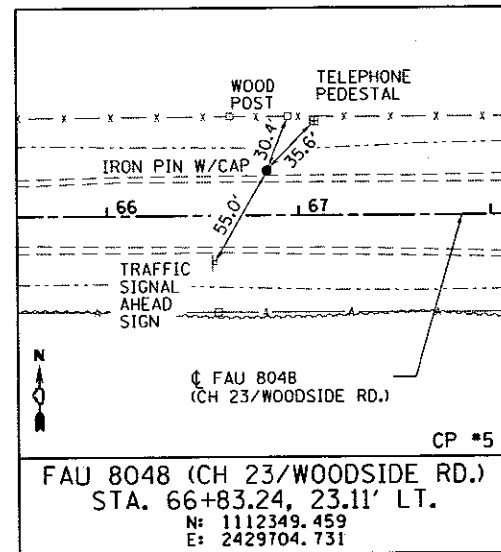 WOOD
POST
TELEPHONE
PEDESTAL
30.4'
35.6'
IRON PIN W/CAP
66
67
55.0'
TRAFFIC
SIGNAL
AHEAD
SIGN
N
℄ FAU 8048
(CH 23/WOODSIDE RD.)
CP #5
FAU 8048 (CH 23/WOODSIDE RD.)
STA. 66+83.24, 23.11' LT.
N: 1112349.459
E: 2429704.731